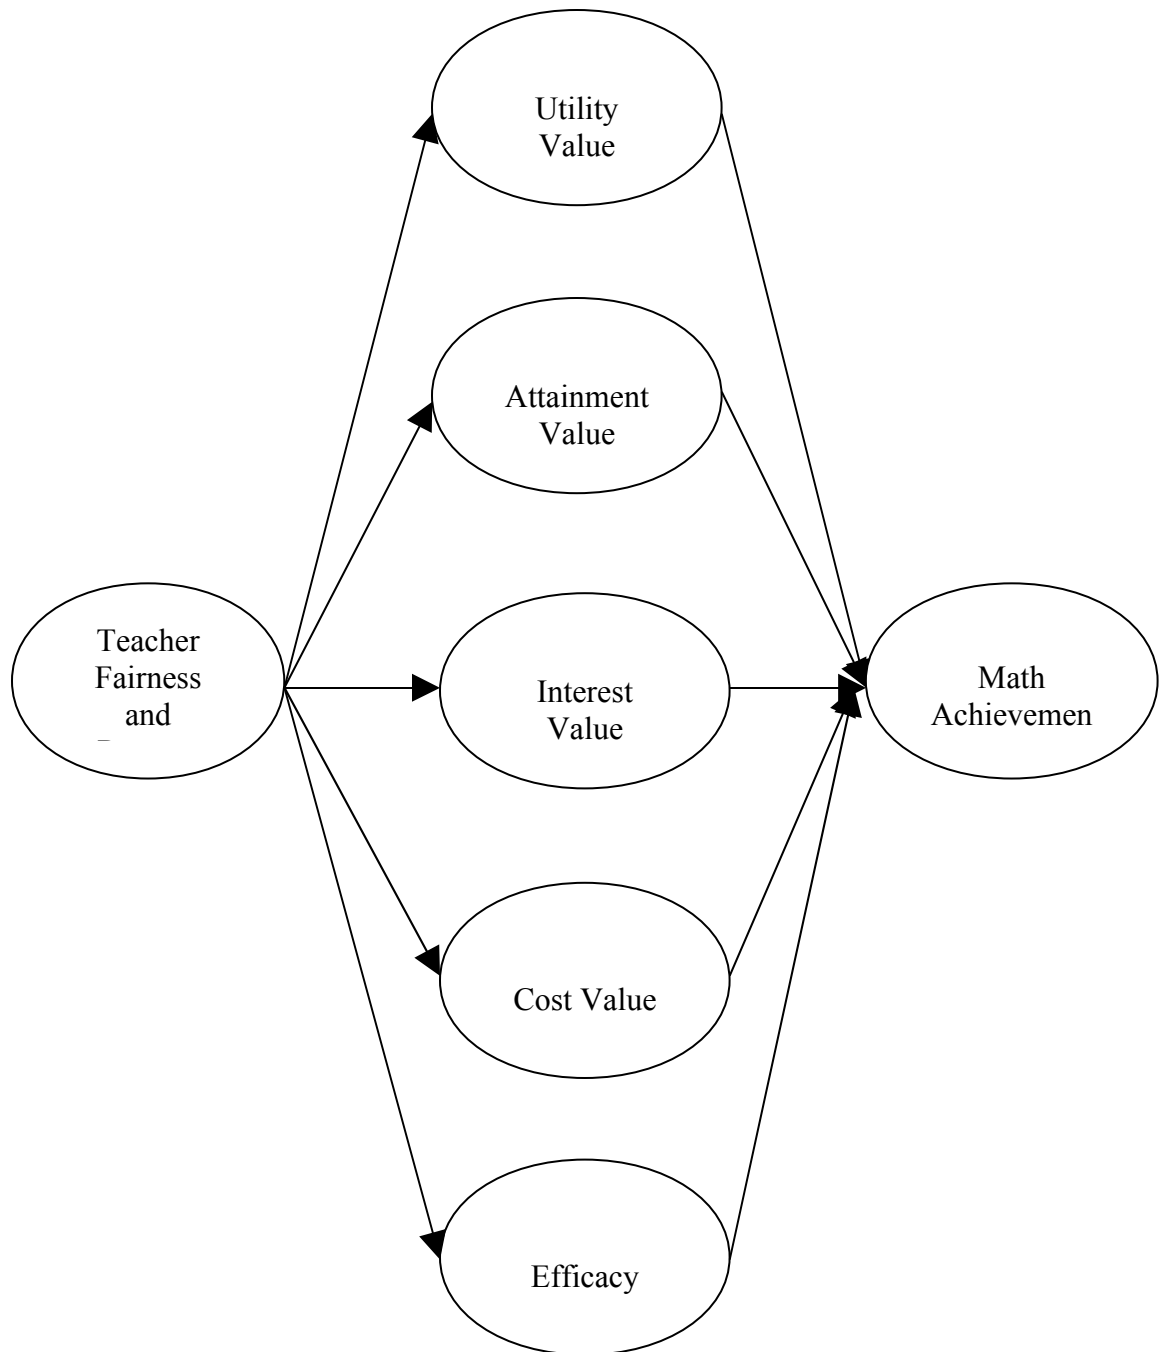 Utility
Value
Attainment
Value
Teacher
Fairness
and
Interest
Value
Math
Achievemen
Cost Value
Efficacy